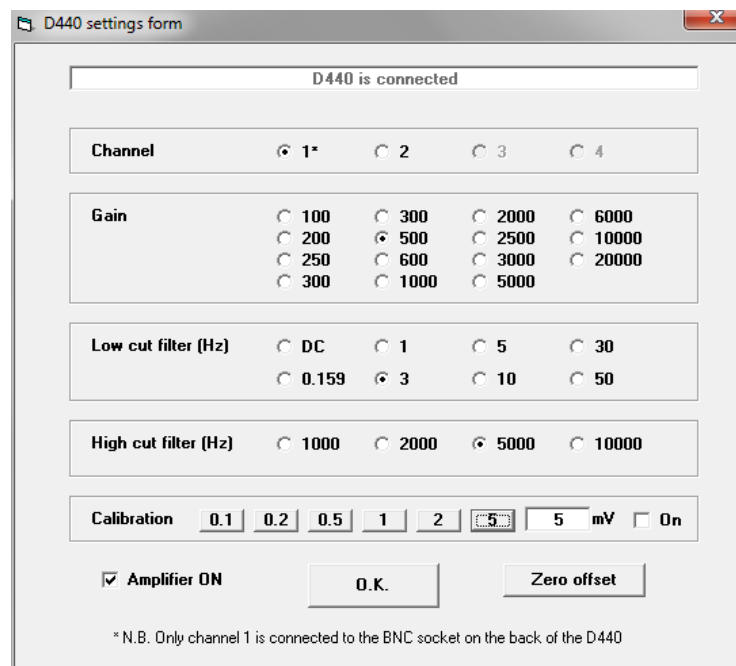 D440 settings form
D440 is connected
Channel 1* 2 3 4
Gain 100 300 2000 6000
200 500 2500 10000
250 600 3000 20000
300 1000 5000
Low cut filter (Hz) DC 1 5 30
0.159 3 10 50
High cut filter (Hz) 1000 2000 5000 10000
Calibration 0.1 0.2 0.5 1 2 5 5 mV On
Amplifier ON O.K. Zero offset
* N.B. Only channel 1 is connected to the BNC socket on the back of the D440